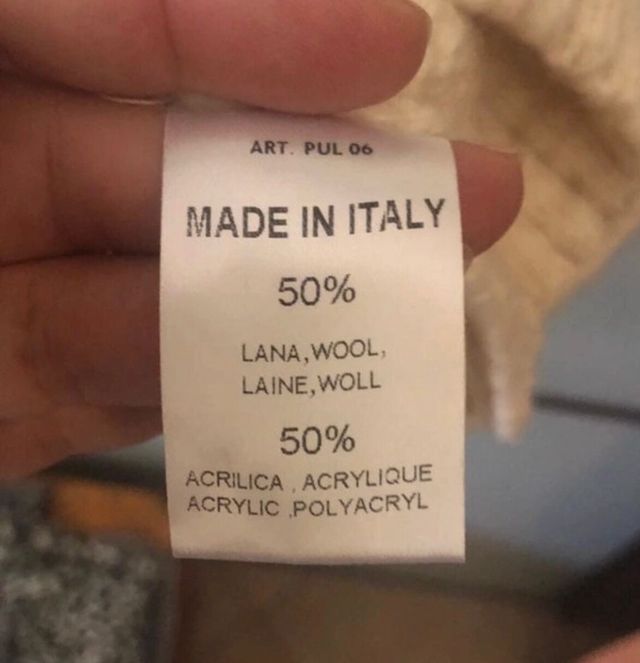 ART. PUL 06
MADE IN ITALY
50%
LANA,WOOL,
LAINE,WOLL
50%
ACRILICA , ACRYLIQUE
ACRYLIC ,POLYACRYL